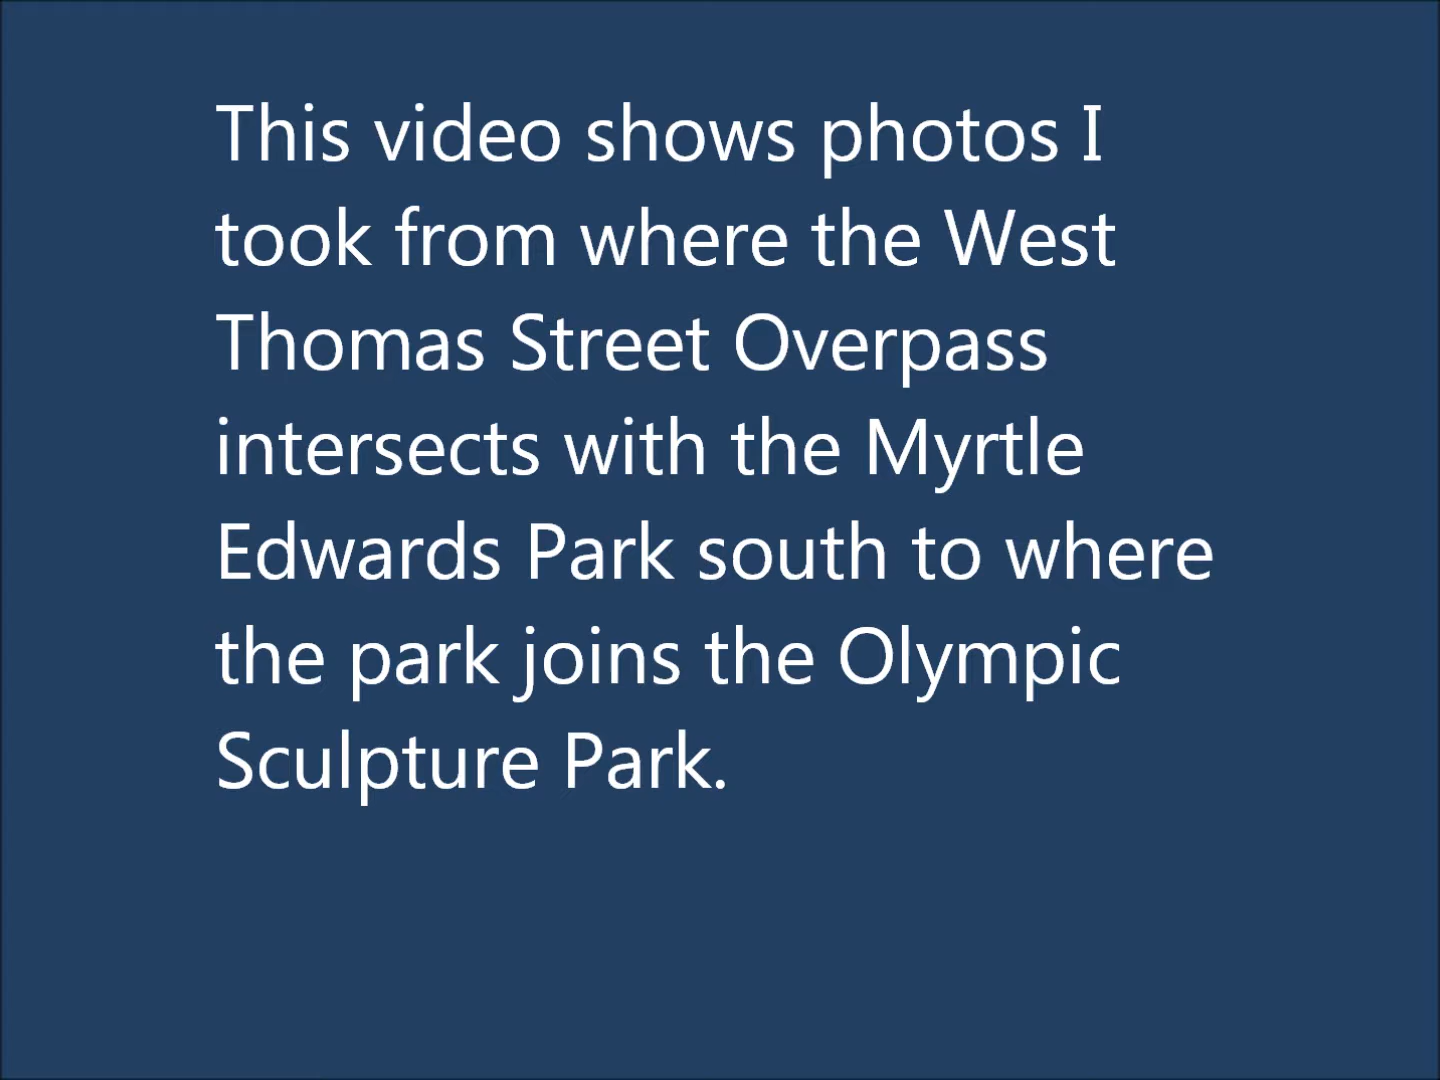 This video shows photos I
took from where the West
Thomas Street Overpass
intersects with the Myrtle
Edwards Park south to where
the park joins the Olympic
Sculpture Park.